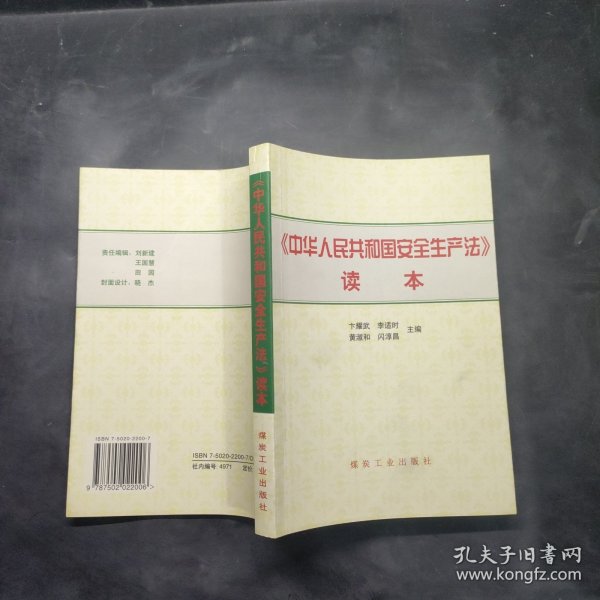 《中华人民共和国安全生产法》
读 本
卞耀武 李适时
黄淑和 闪淳昌 主编
煤炭工业出版社
《中华人民共和国安全生产法》读本
煤炭工业出版社
责任编辑：刘新建
王国慧
田园
封面设计：晓杰
ISBN 7-5020-2200-7
9 787502 022006 >
ISBN 7-5020-2200-7/D
社内编号 4971 定价
孔夫子旧书网
www.kongfz.com